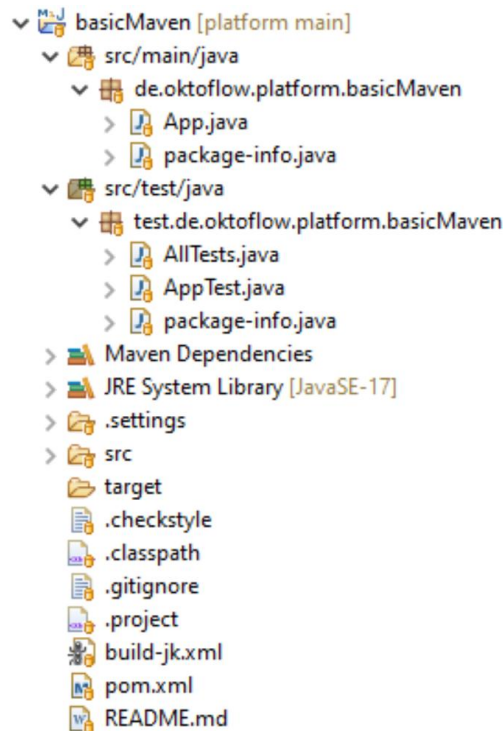 basicMaven [platform main]
src/main/java
de.oktoflow.platform.basicMaven
App.java
package-info.java
src/test/java
test.de.oktoflow.platform.basicMaven
AllTests.java
AppTest.java
package-info.java
Maven Dependencies
JRE System Library [JavaSE-17]
.settings
src
target
.checkstyle
.classpath
.gitignore
.project
build-jk.xml
pom.xml
README.md